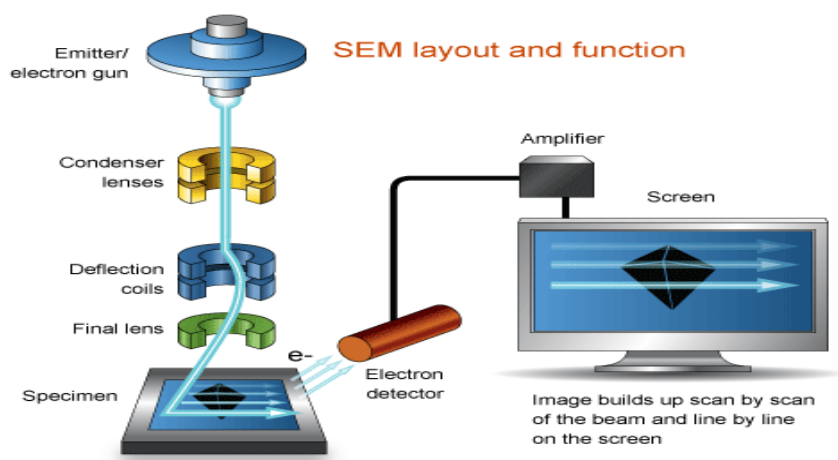 SEM layout and function
Emitter/
electron gun
Condenser
lenses
Deflection
coils
Final lens
Specimen
e-
Electron
detector
Amplifier
Screen
Image builds up scan by scan
of the beam and line by line
on the screen